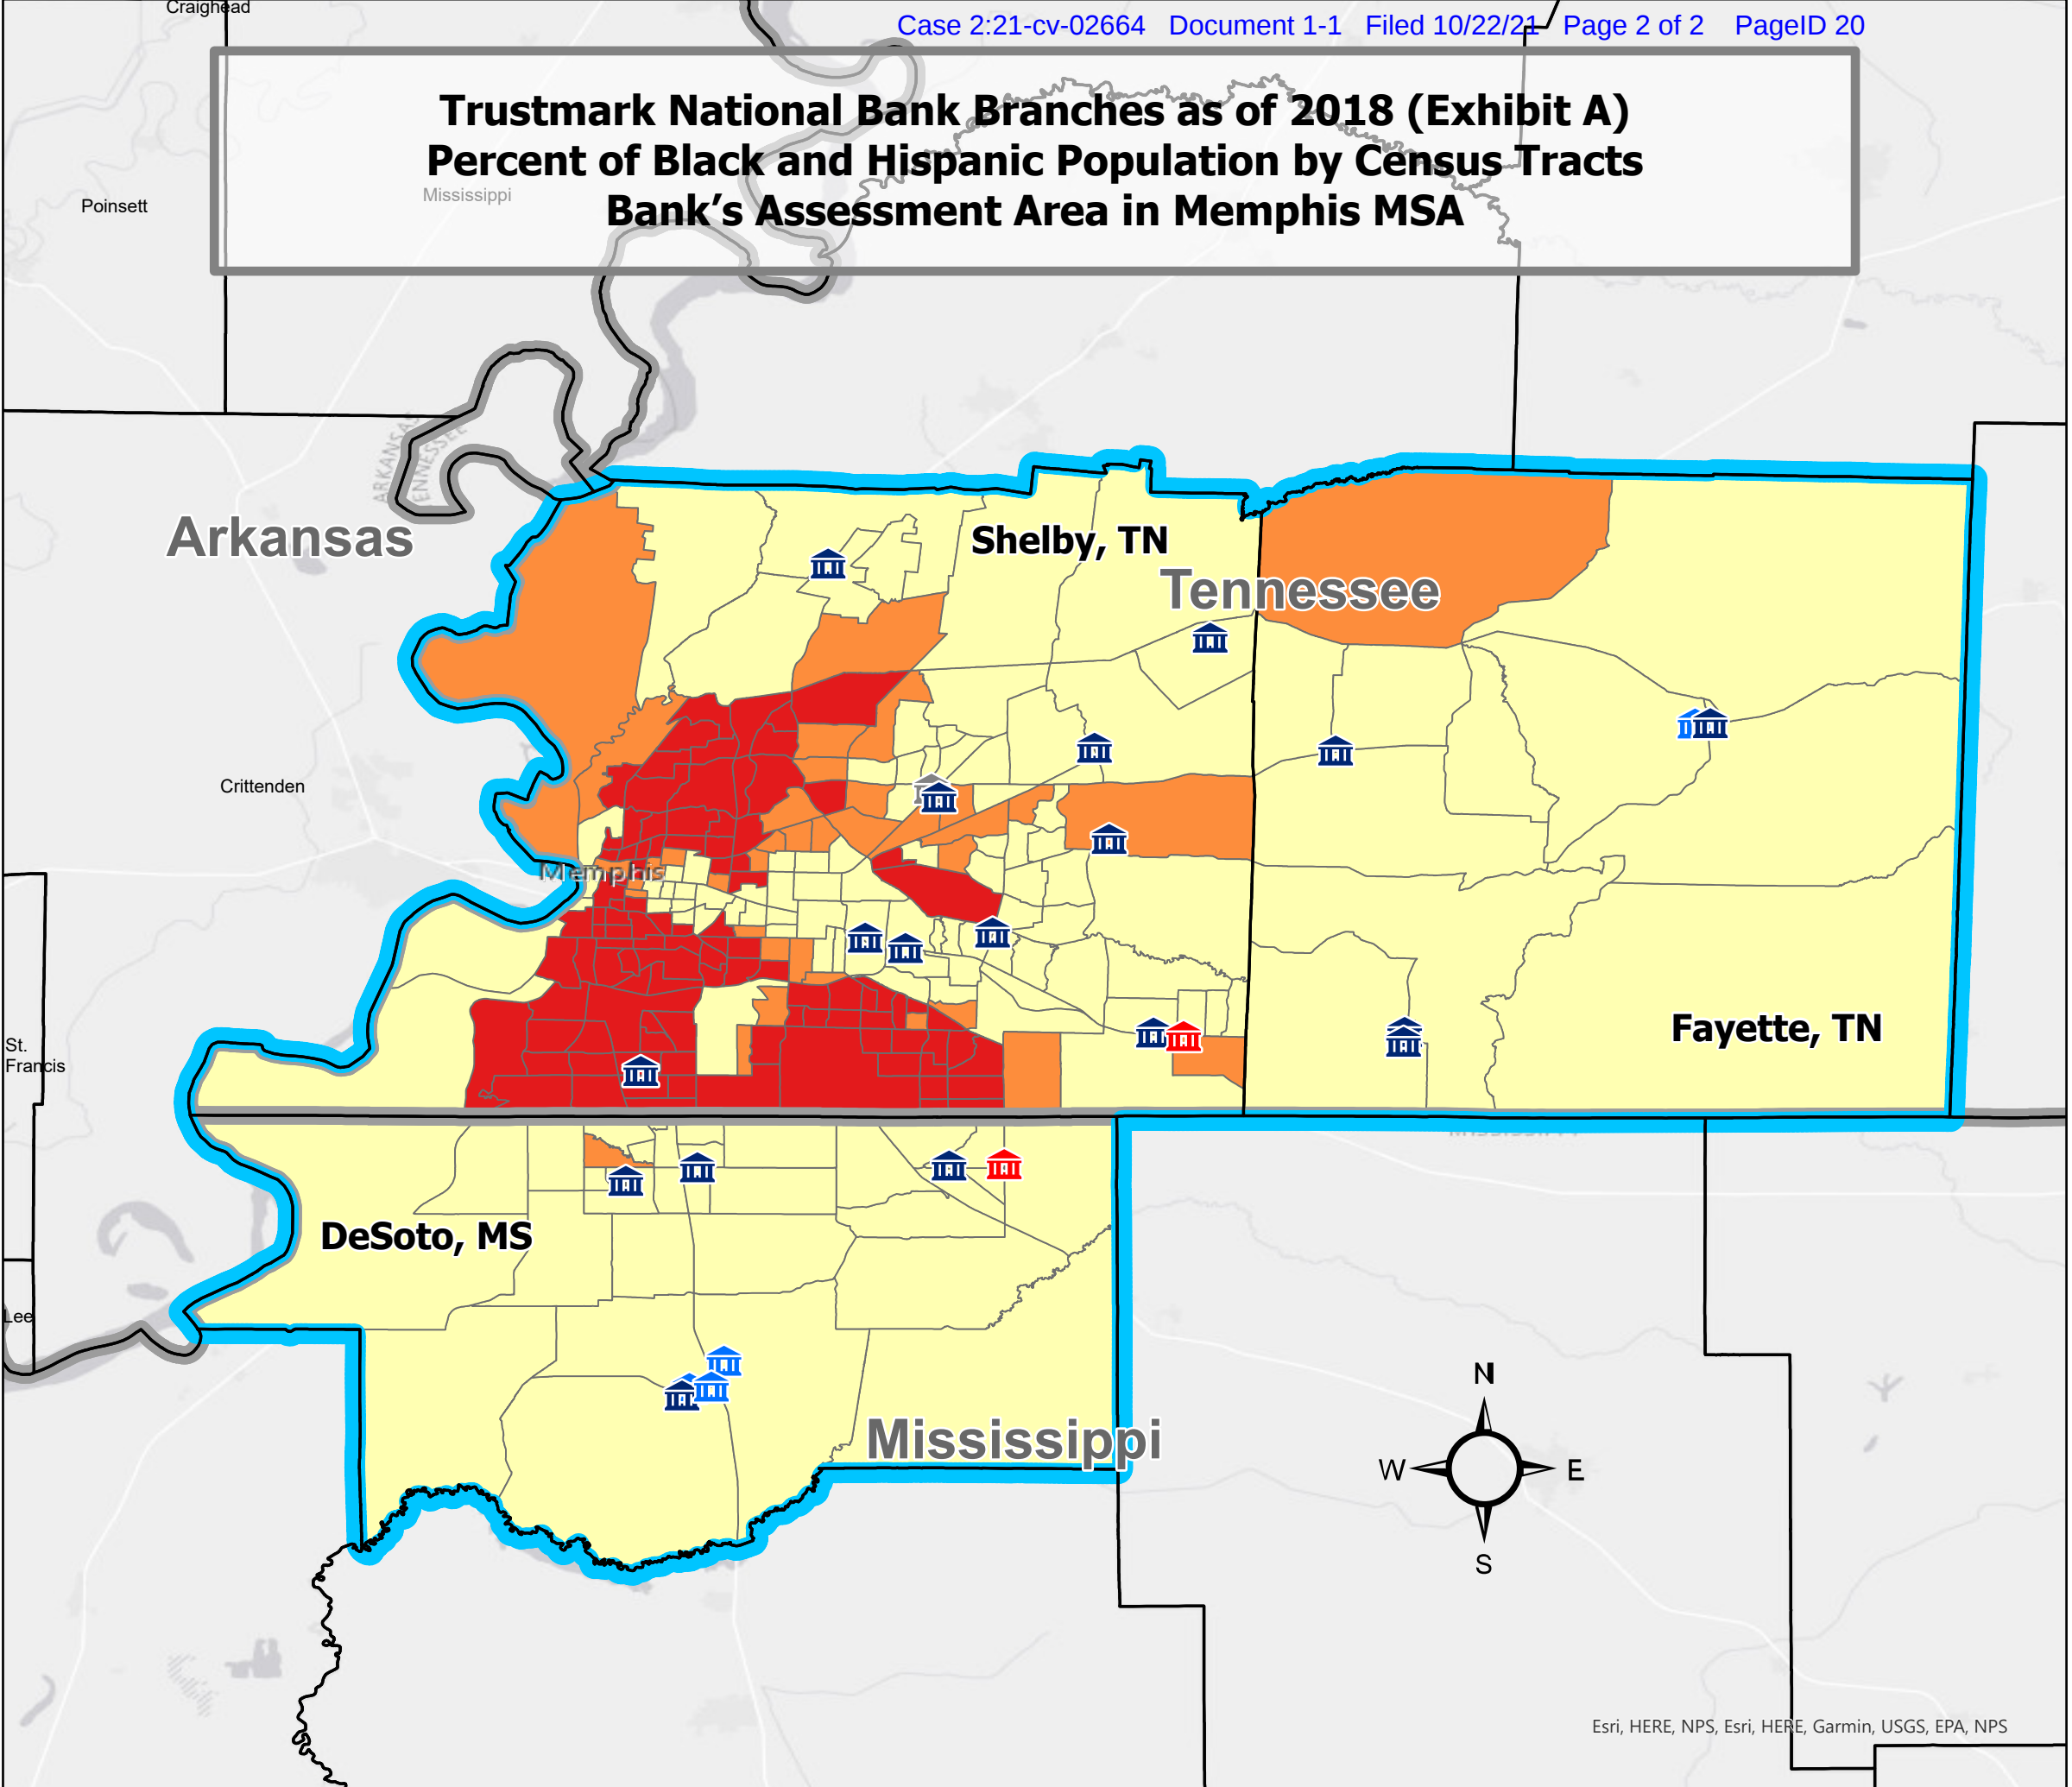 Craighead
Case 2:21-cv-02664 Document 1-1 Filed 10/22/21 Page 2 of 2 PageID 20
Trustmark National Bank Branches as of 2018 (Exhibit A)
Percent of Black and Hispanic Population by Census Tracts
Bank’s Assessment Area in Memphis MSA
Mississippi
Poinsett
ARKANSAS
TENNESSEE
Arkansas
Shelby, TN
Tennessee
Crittenden
Memphis
St.
Francis
Fayette, TN
DeSoto, MS
Lee
Mississippi
N
W
E
S
Esri, HERE, NPS, Esri, HERE, Garmin, USGS, EPA, NPS